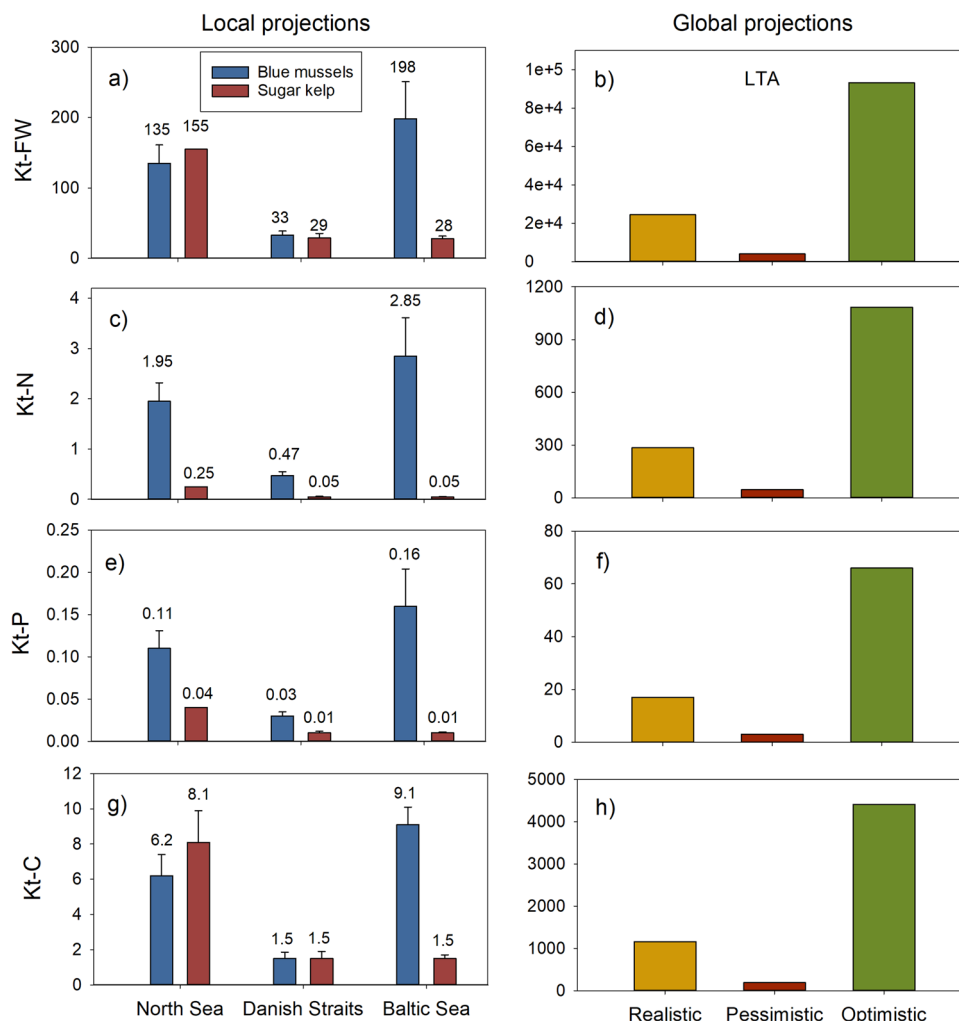 Local projections
Global projections
300
200
100
0
Kt-FW
a)
Blue mussels
Sugar kelp
135
155
33
29
198
28
1e+5
8e+4
6e+4
4e+4
2e+4
0
b)
LTA
4
3
2
1
0
Kt-N
c)
1.95
0.25
0.47
0.05
2.85
0.05
1200
900
600
300
0
d)
0.25
0.20
0.15
0.10
0.05
0.00
Kt-P
e)
0.11
0.04
0.03
0.01
0.16
0.01
80
60
40
20
0
f)
12
10
8
6
4
2
0
Kt-C
g)
6.2
8.1
1.5
1.5
9.1
1.5
North Sea
Danish Straits
Baltic Sea
5000
4000
3000
2000
1000
0
h)
Realistic
Pessimistic
Optimistic